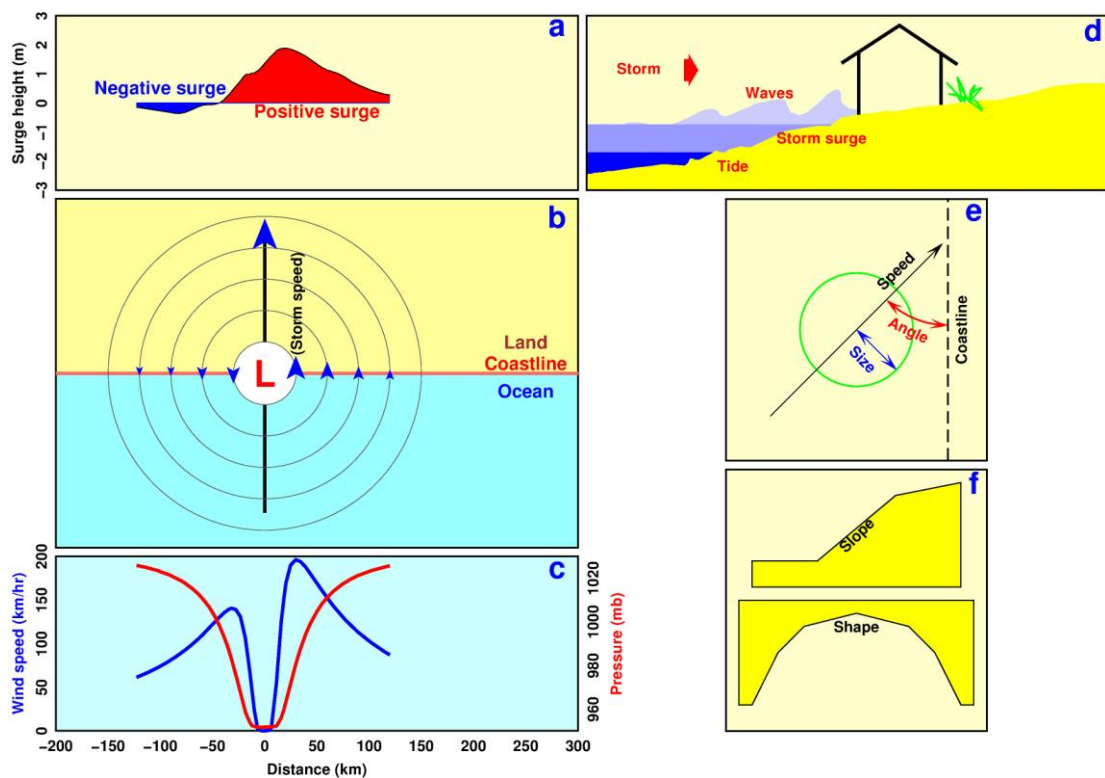 a
3
2
1
0
−1
−2
−3
Surge height (m)
Negative surge
Positive surge
d
Storm
Waves
Storm surge
Tide
b
(Storm speed)
L
Land
Coastline
Ocean
e
Speed
Angle
Size
Coastline
c
200
150
100
50
0
Wind speed (km/hr)
1020
1000
980
960
Pressure (mb)
−200 −150 −100 −50 0 50 100 150 200 250 300
Distance (km)
f
Slope
Shape